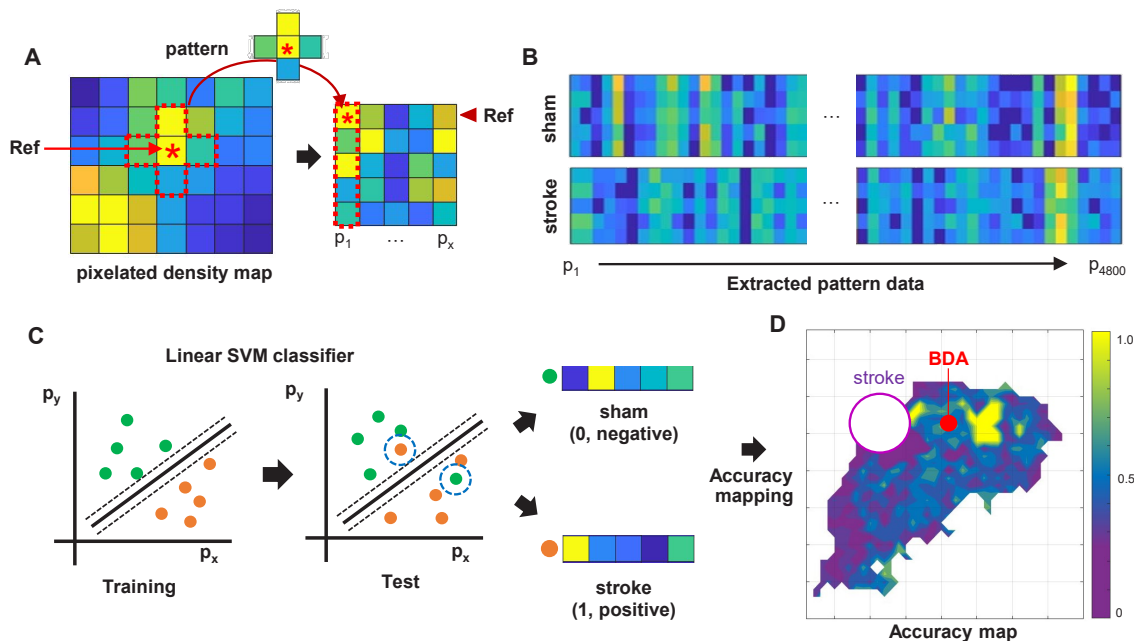 A
pattern
*
*
Ref
*
*
Ref
p1 ... px
pixelated density map
B
sham
...
stroke
...
p1
p4800
Extracted pattern data
C
Linear SVM classifier
py
px
Training
py
px
Test
sham
(0, negative)
stroke
(1, positive)
Accuracy
mapping
D
BDA
stroke
1.0
0.5
0
Accuracy map